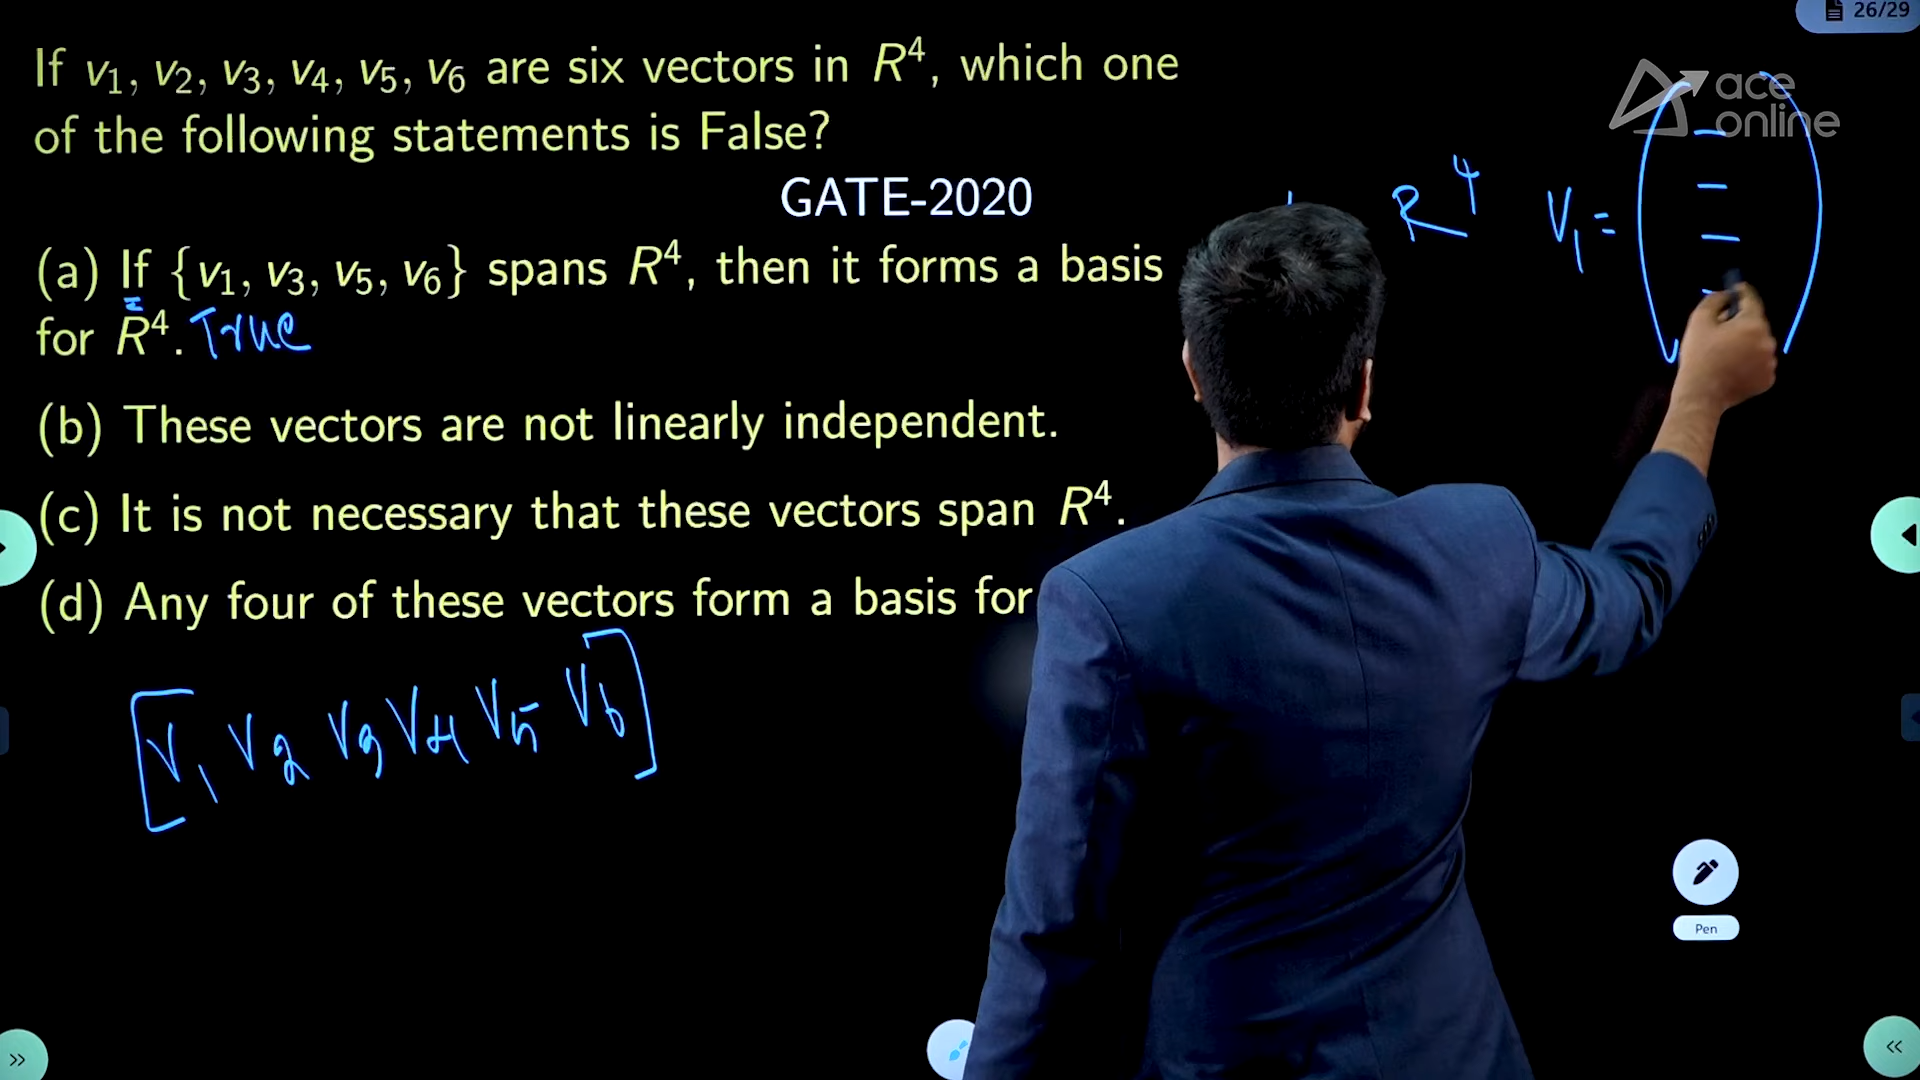 26/29
ace
online
If v₁, v₂, v₃, v₄, v₅, v₆ are six vectors in R⁴, which one
of the following statements is False?
GATE-2020
R⁴ V₁ =
(a) If {v₁, v₃, v₅, v₆} spans R⁴, then it forms a basis
for R⁴. True
(b) These vectors are not linearly independent.
(c) It is not necessary that these vectors span R⁴.
(d) Any four of these vectors form a basis for
[V₁ V₂ V₃ V₄ V₅ V₆]
Pen